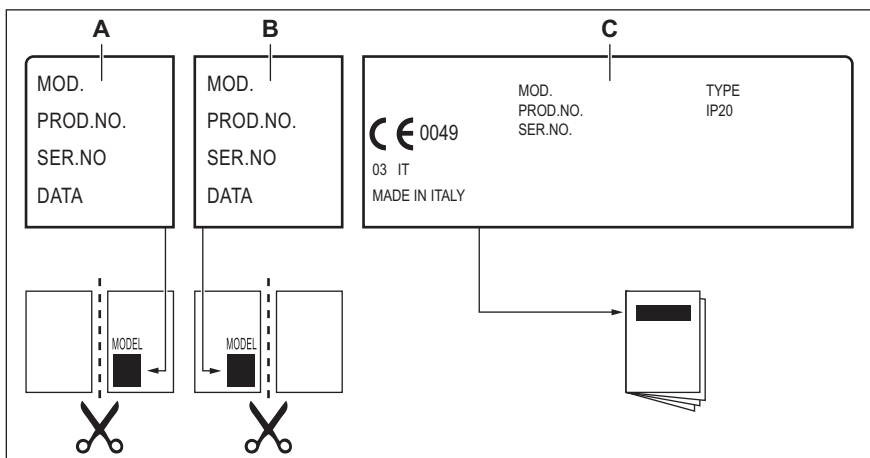 A
B
C
MOD.
PROD.NO.
SER.NO
DATA
MOD.
PROD.NO.
SER.NO
DATA
MOD.
PROD.NO.
SER.NO.
TYPE
IP20
CE 0049
03 IT
MADE IN ITALY
MODEL
MODEL